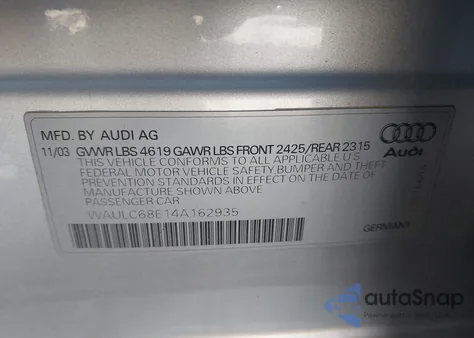 MFD. BY AUDI AG
11/03 GVWR LBS 4619 GAWR LBS FRONT 2425/REAR 2315
THIS VEHICLE CONFORMS TO ALL APPLICABLE U.S.
FEDERAL MOTOR VEHICLE SAFETY BUMPER AND THEFT
PREVENTION STANDARDS IN EFFECT ON THE DATE OF
MANUFACTURE SHOWN ABOVE
PASSENGER CAR
WAULC68E14A162935
Audi
GERMANY
autoSnap